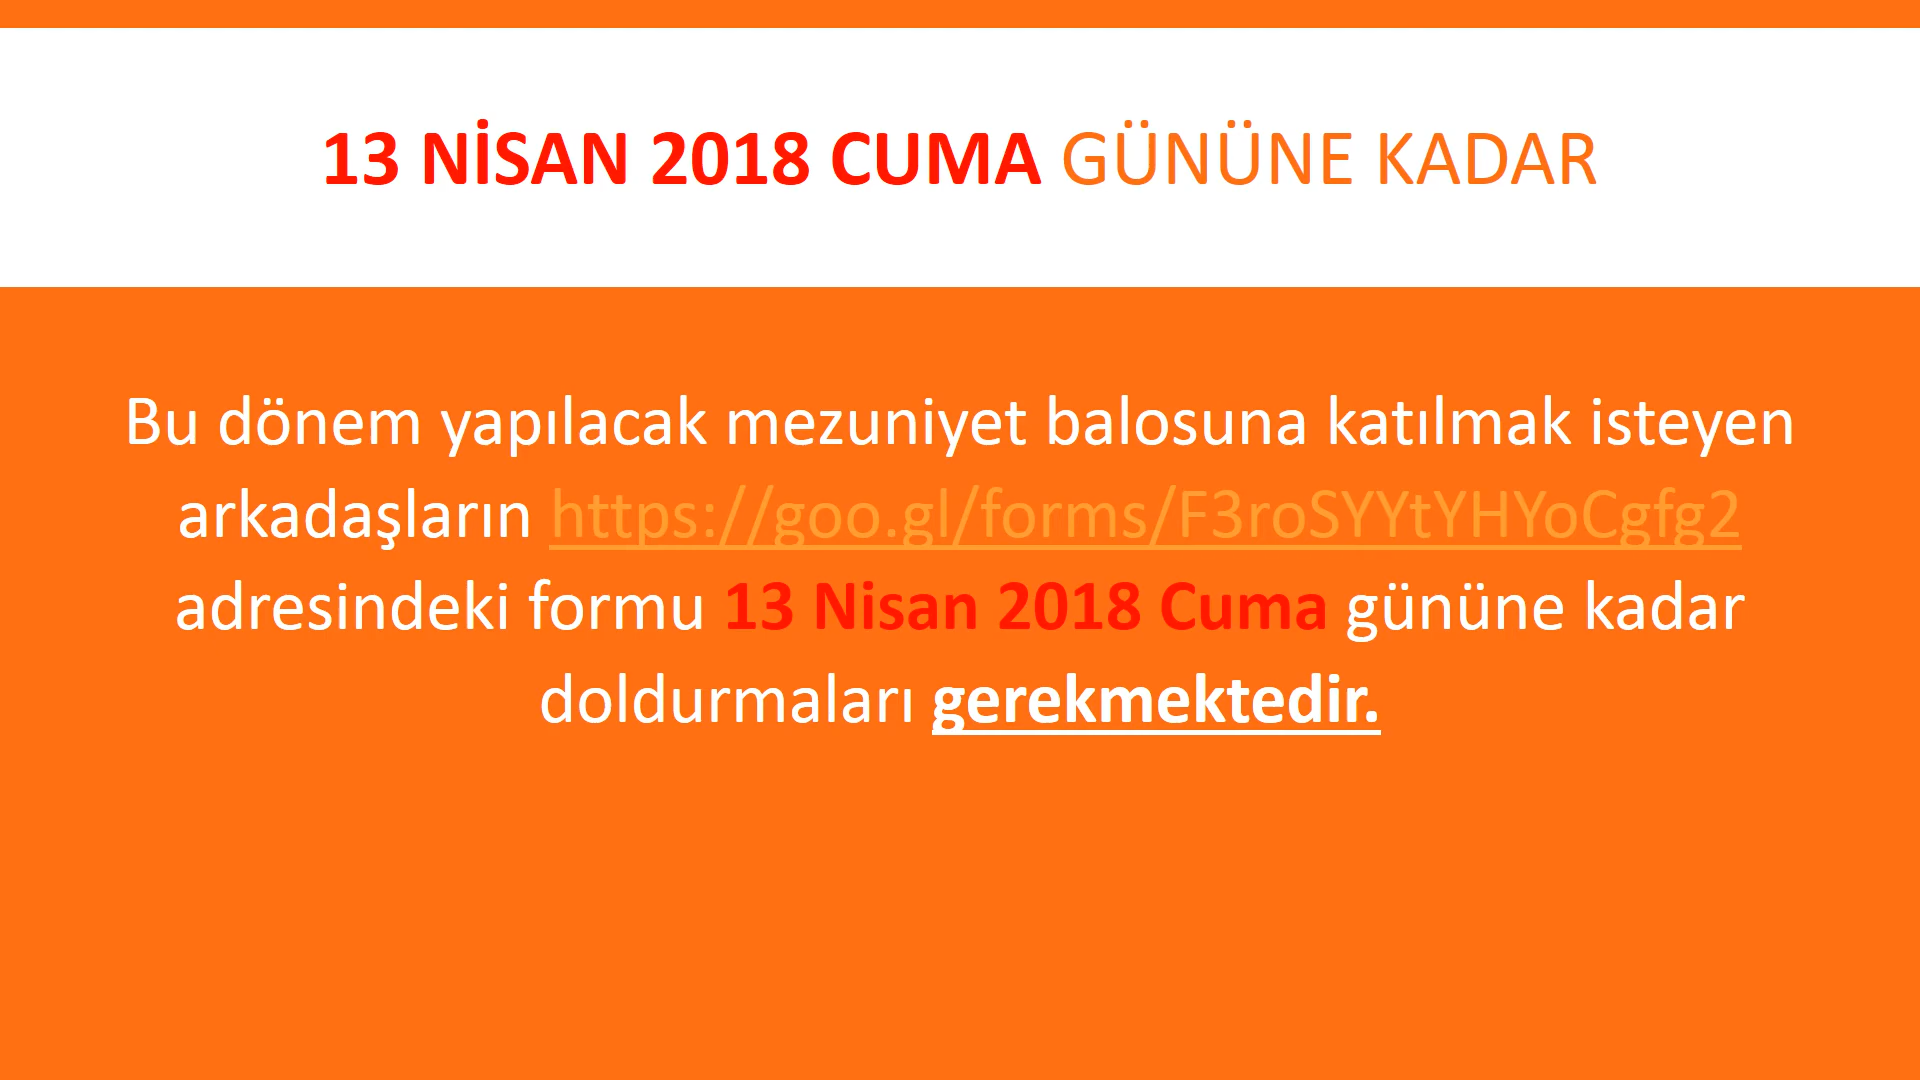 13 NİSAN 2018 CUMA GÜNÜNE KADAR
Bu dönem yapılacak mezuniyet balosuna katılmak isteyen
arkadaşların https://goo.gl/forms/F3roSYYtYHYoCgfg2
adresindeki formu 13 Nisan 2018 Cuma gününe kadar
doldurmaları gerekmektedir.